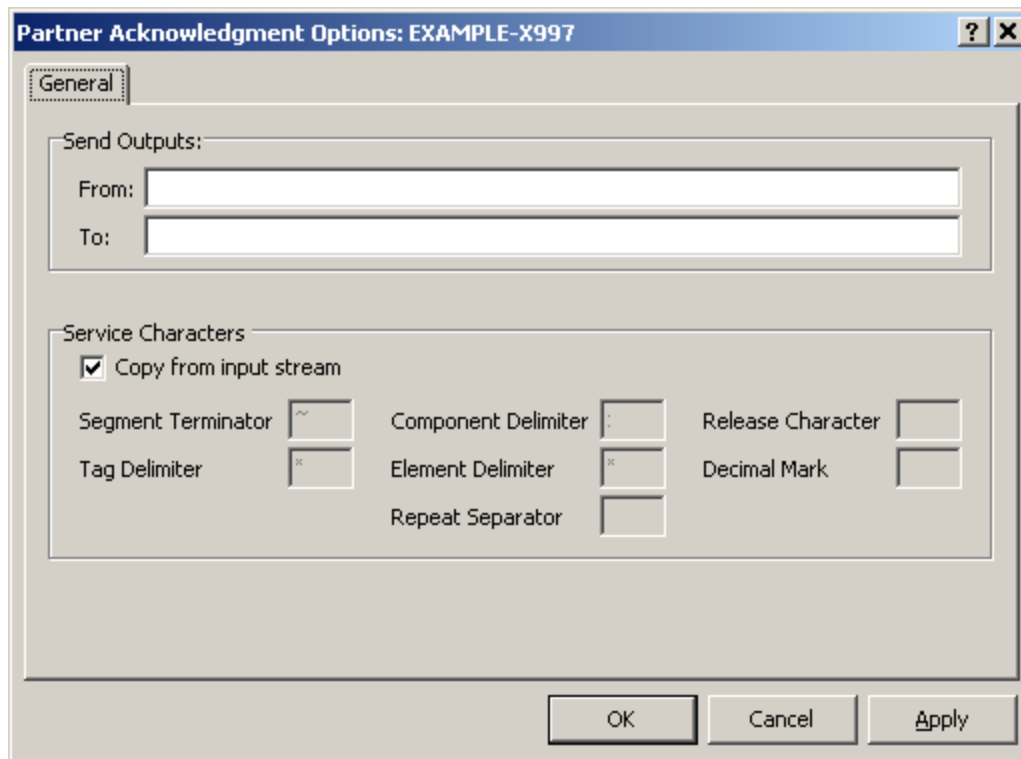 Partner Acknowledgment Options: EXAMPLE-X997
General
Send Outputs:
From:
To:
Service Characters
Copy from input stream
Segment Terminator ~ Component Delimiter : Release Character
Tag Delimiter * Element Delimiter * Decimal Mark
Repeat Separator
OK Cancel Apply